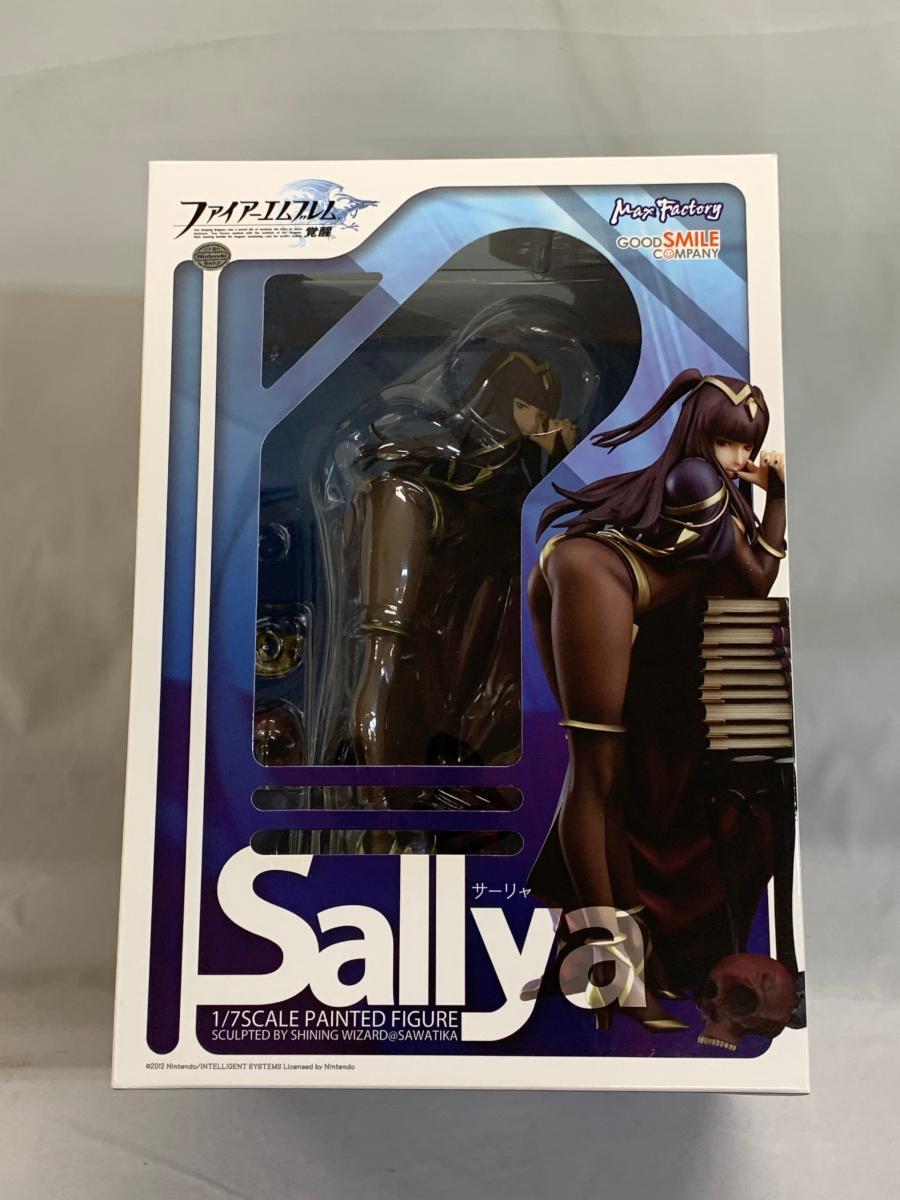 ファイアーエムブレム
覚醒
Nintendo
Max Factory
GOOD SMILE
COMPANY
サーリャ
Sallya
1/7SCALE PAINTED FIGURE
SCULPTED BY SHINING WIZARD@SAWATIKA
©2012 Nintendo/INTELLIGENT SYSTEMS Licensed by Nintendo